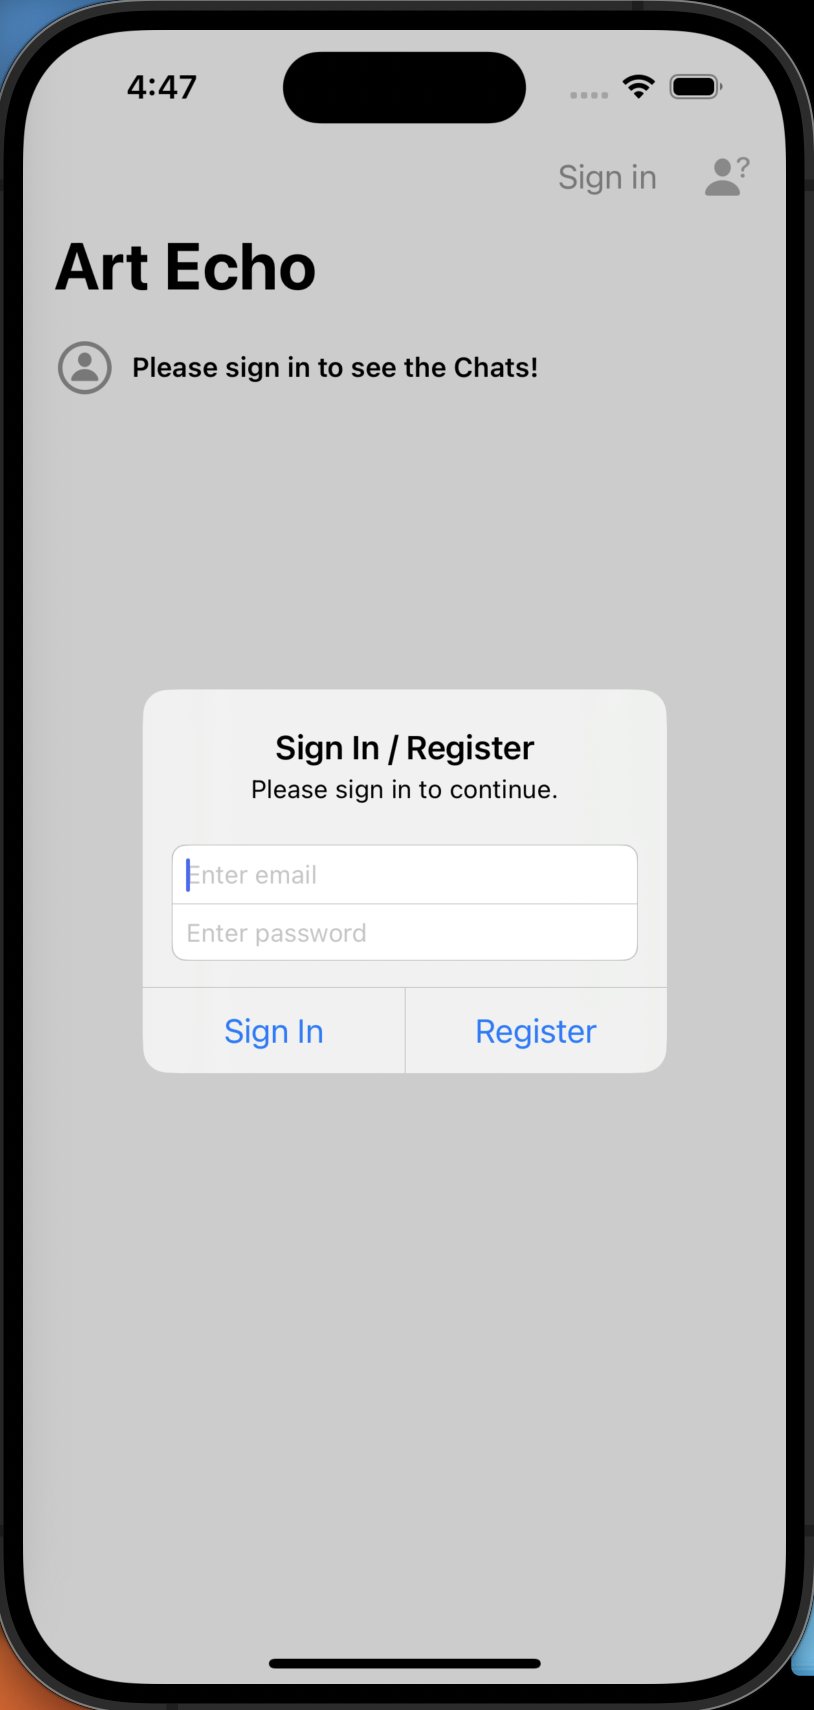 4:47
Sign in
?
Art Echo
Please sign in to see the Chats!
Sign In / Register
Please sign in to continue.
Enter email
Enter password
Sign In
Register